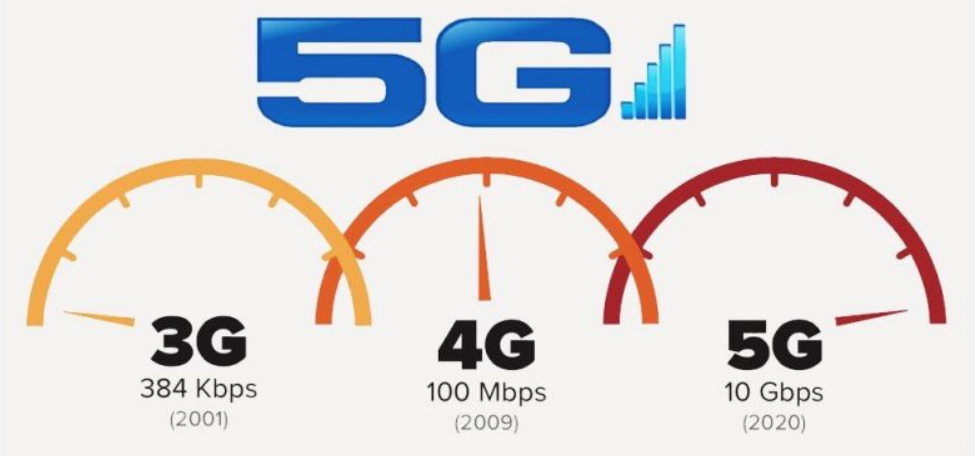 5G
3G
384 Kbps
(2001)
4G
100 Mbps
(2009)
5G
10 Gbps
(2020)